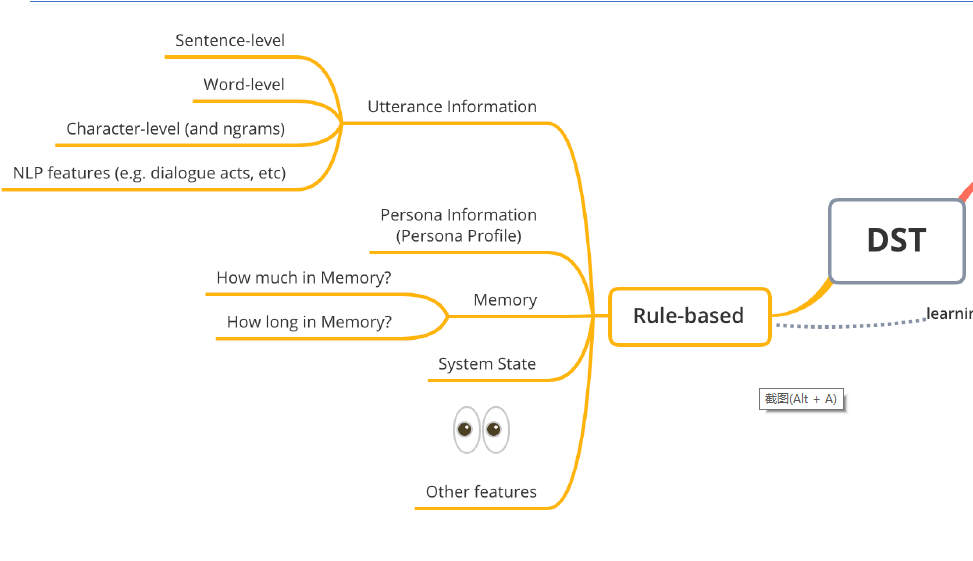 Sentence-level
Word-level
Character-level (and ngrams)
NLP features (e.g. dialogue acts, etc)
Utterance Information
Persona Information
(Persona Profile)
How much in Memory?
How long in Memory?
Memory
System State
Other features
Rule-based
DST
截图(Alt + A)